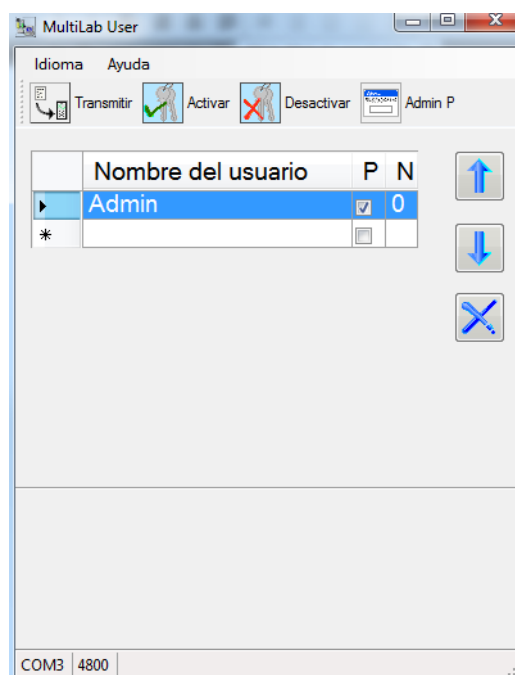 MultiLab User
Idioma Ayuda
Transmitir Activar Desactivar Admin P
Nombre del usuario P N
Admin 0
*
COM3 4800